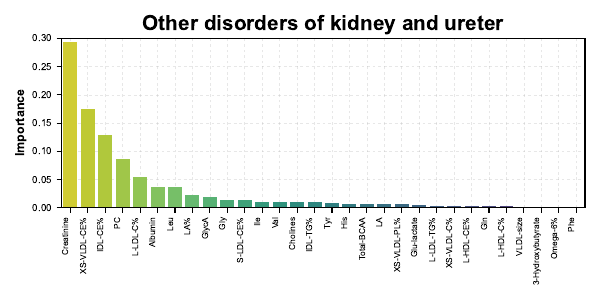 Other disorders of kidney and ureter
Importance
0.30
0.25
0.20
0.15
0.10
0.05
0.00
Creatinine
XS-VLDL-CE%
IDL-CE%
PC
L-LDL-C%
Albumin
Leu
LA%
GlycA
Gly
S-LDL-CE%
Ile
Val
Cholines
IDL-TG%
Tyr
His
Total-BCAA
LA
XS-VLDL-PL%
Glu-lactate
L-LDL-TG%
XS-VLDL-C%
L-HDL-CE%
Gln
L-HDL-C%
VLDL-size
3-Hydroxybutyrate
Omega-6%
Phe